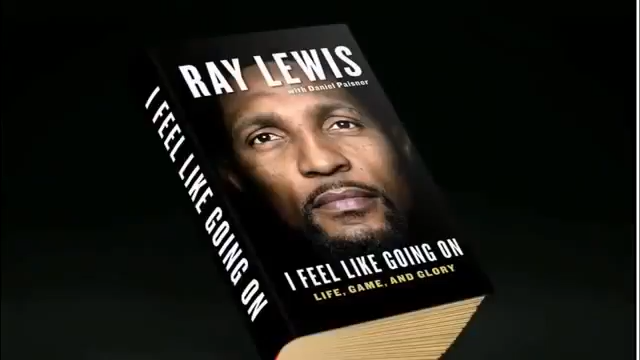 RAY LEWIS
with Daniel Paisner
I FEEL LIKE GOING ON
LIFE, GAME, AND GLORY
I FEEL LIKE GOING ON